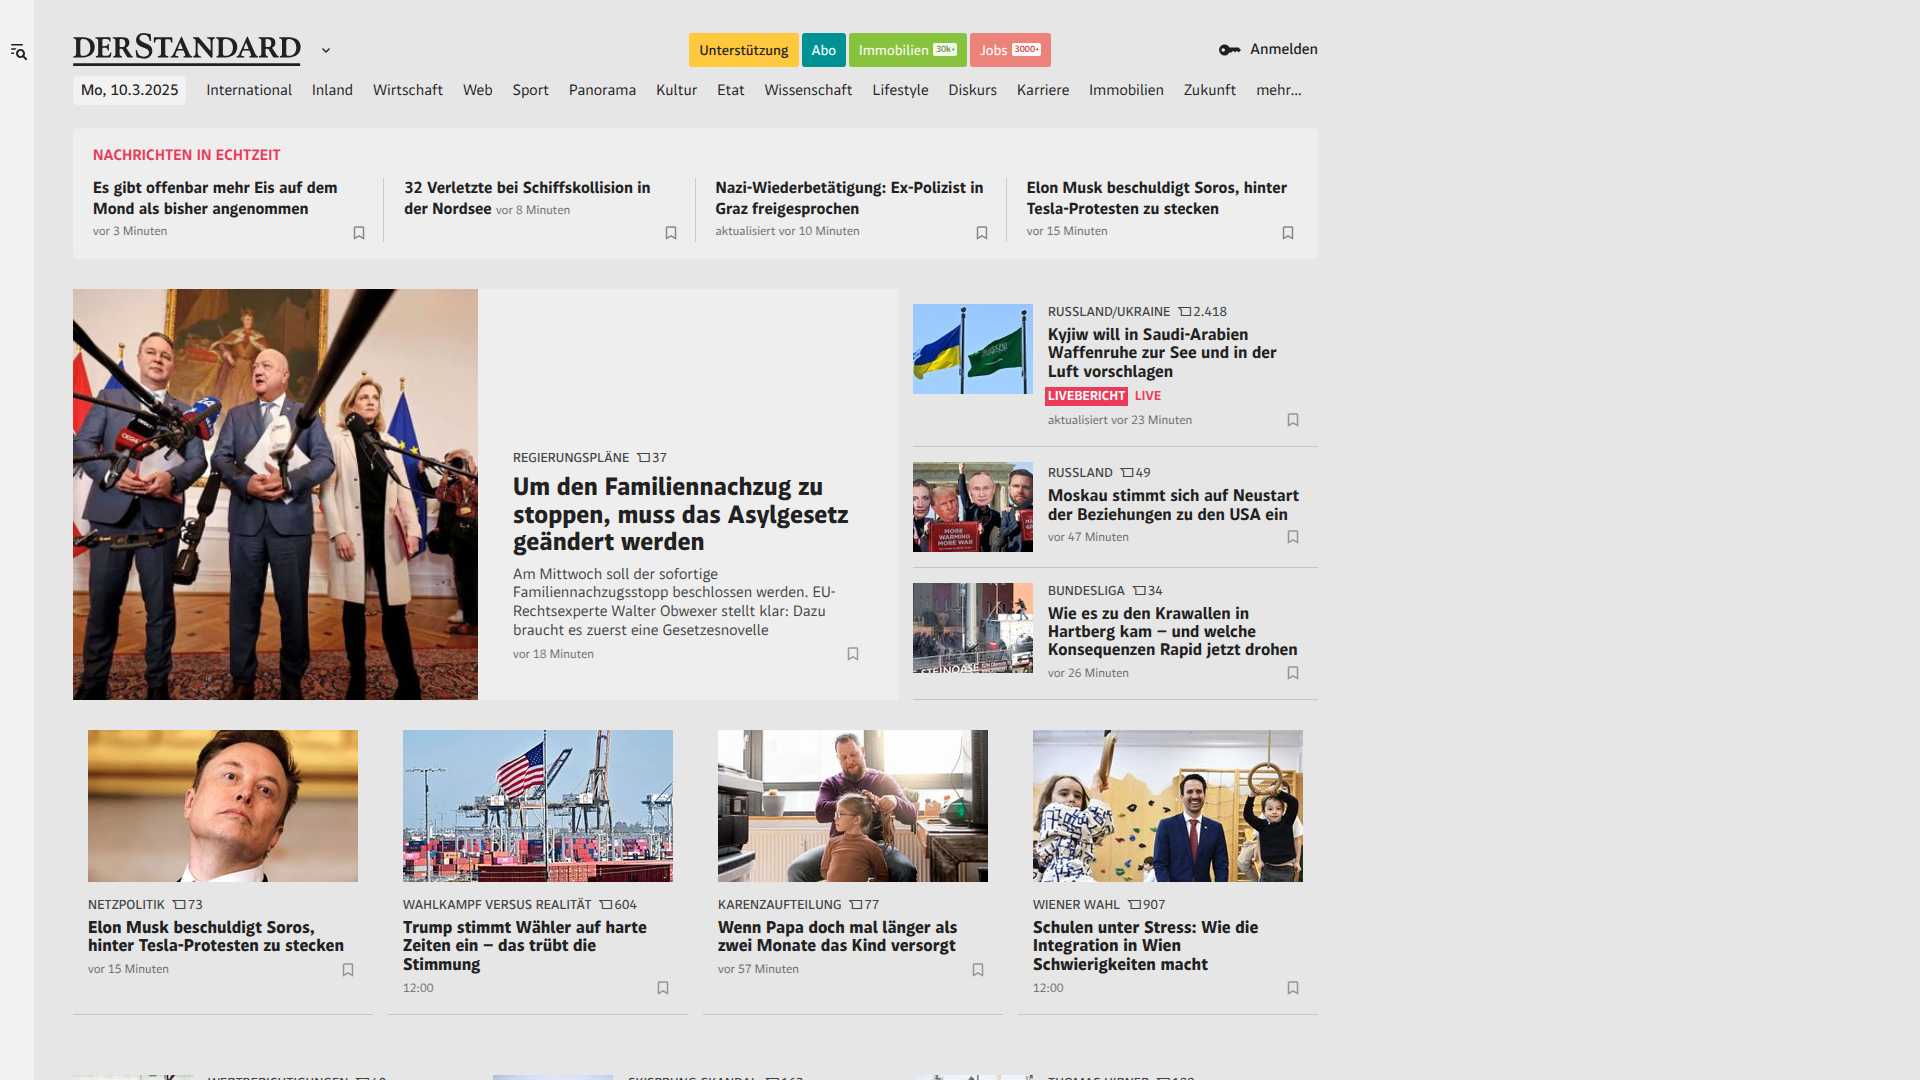 DERSTANDARD
Unterstützung
Abo
Immobilien 30k+
Jobs 3000+
Anmelden
Mo, 10.3.2025
International
Inland
Wirtschaft
Web
Sport
Panorama
Kultur
Etat
Wissenschaft
Lifestyle
Diskurs
Karriere
Immobilien
Zukunft
mehr...
NACHRICHTEN IN ECHTZEIT
Es gibt offenbar mehr Eis auf dem
Mond als bisher angenommen
vor 3 Minuten
32 Verletzte bei Schiffskollision in
der Nordsee vor 8 Minuten
Nazi-Wiederbetätigung: Ex-Polizist in
Graz freigesprochen
aktualisiert vor 10 Minuten
Elon Musk beschuldigt Soros, hinter
Tesla-Protesten zu stecken
vor 15 Minuten
REGIERUNGSPLÄNE 37
Um den Familiennachzug zu
stoppen, muss das Asylgesetz
geändert werden
Am Mittwoch soll der sofortige
Familiennachzugsstopp beschlossen werden. EU-
Rechtsexperte Walter Obwexer stellt klar: Dazu
braucht es zuerst eine Gesetzesnovelle
vor 18 Minuten
RUSSLAND/UKRAINE 2.418
Kyjiw will in Saudi-Arabien
Waffenruhe zur See und in der
Luft vorschlagen
LIVEBERICHT LIVE
aktualisiert vor 23 Minuten
MORE
WARMING
MORE WAR
RUSSLAND 49
Moskau stimmt sich auf Neustart
der Beziehungen zu den USA ein
vor 47 Minuten
STEINOASE
BUNDESLIGA 34
Wie es zu den Krawallen in
Hartberg kam – und welche
Konsequenzen Rapid jetzt drohen
vor 26 Minuten
NETZPOLITIK 73
Elon Musk beschuldigt Soros,
hinter Tesla-Protesten zu stecken
vor 15 Minuten
WAHLKAMPF VERSUS REALITÄT 604
Trump stimmt Wähler auf harte
Zeiten ein – das trübt die
Stimmung
12:00
KARENZAUFTEILUNG 77
Wenn Papa doch mal länger als
zwei Monate das Kind versorgt
vor 57 Minuten
WIENER WAHL 907
Schulen unter Stress: Wie die
Integration in Wien
Schwierigkeiten macht
12:00